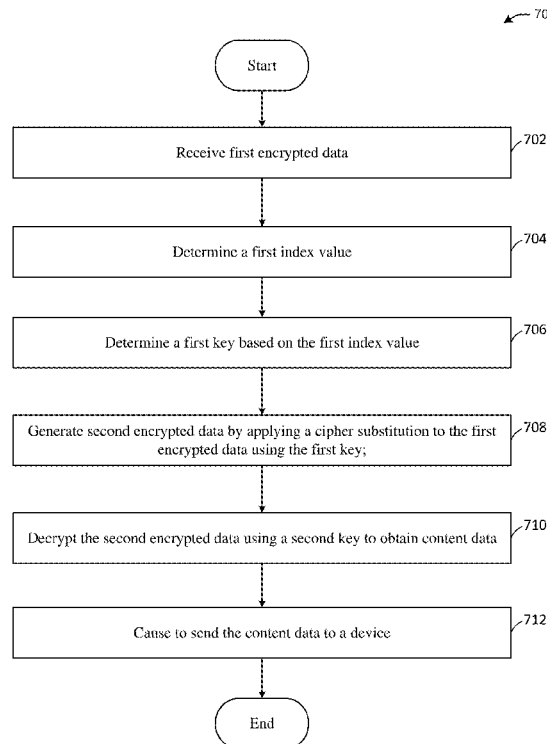 70
Start
Receive first encrypted data
702
Determine a first index value
704
Determine a first key based on the first index value
706
Generate second encrypted data by applying a cipher substitution to the first
encrypted data using the first key;
708
Decrypt the second encrypted data using a second key to obtain content data
710
Cause to send the content data to a device
712
End